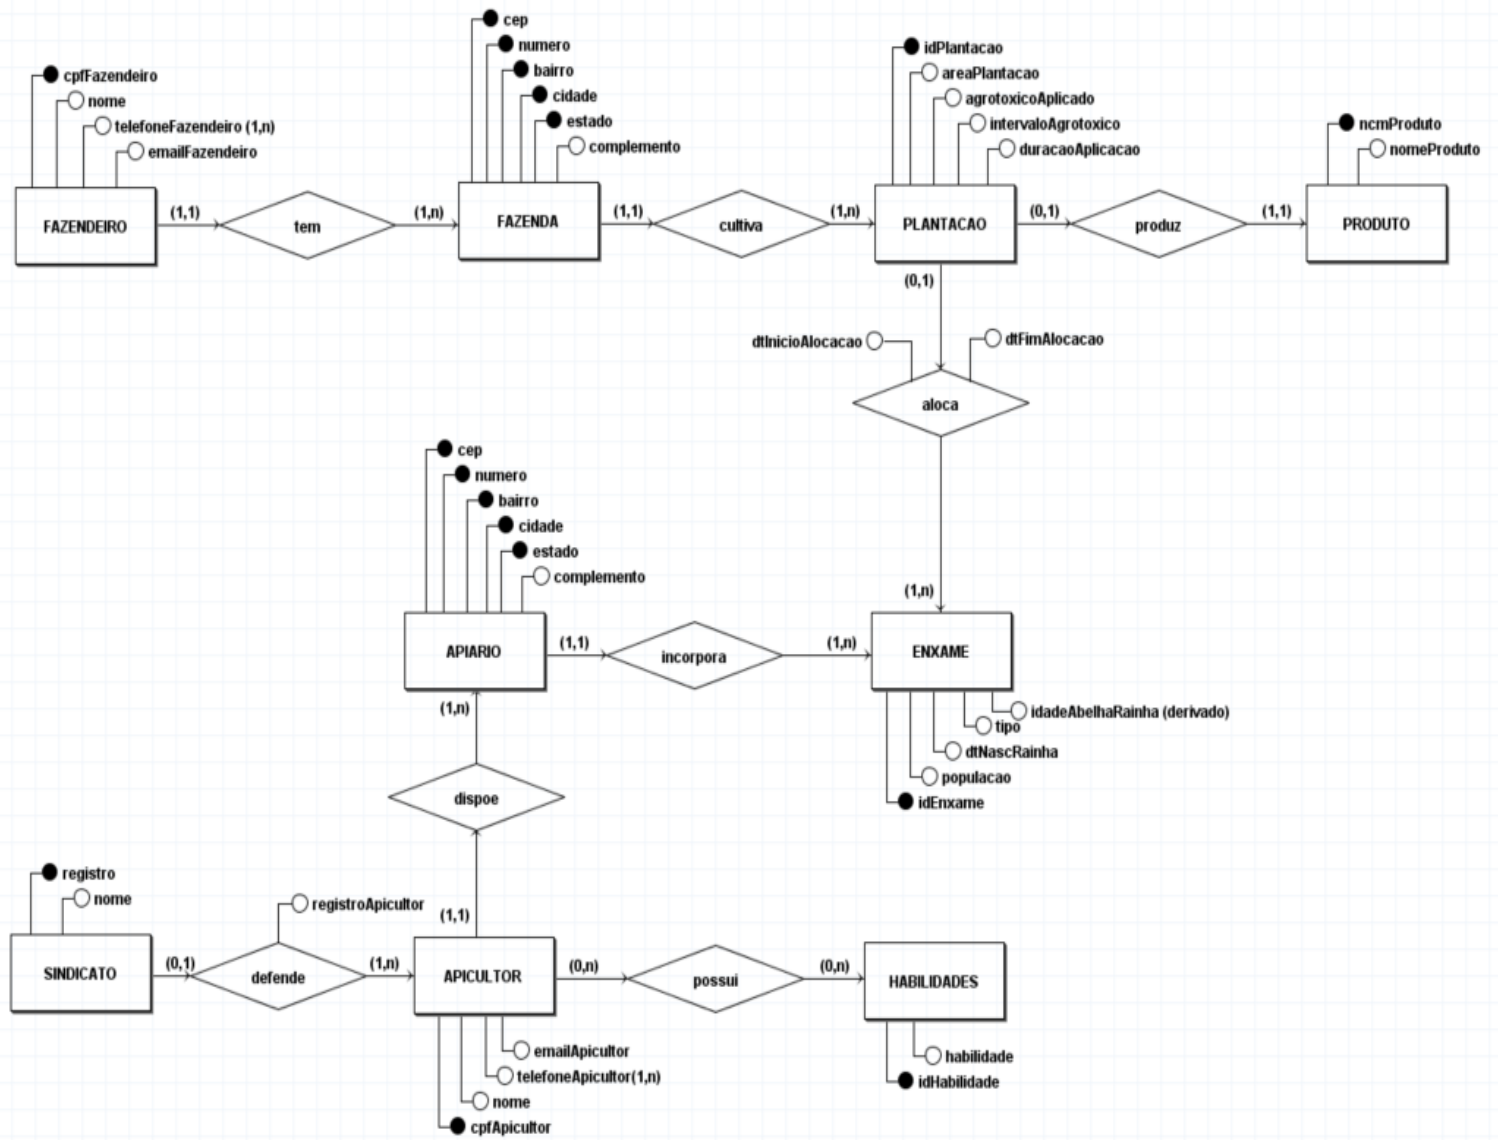 cep
numero
bairro
cidade
estado
complemento
cpfFazendeiro
nome
telefoneFazendeiro (1,n)
emailFazendeiro
idPlantacao
areaPlantacao
agrotoxicoAplicado
intervaloAgrotoxico
duracaoAplicacao
ncmProduto
nomeProduto
FAZENDEIRO
(1,1)
tem
(1,n)
FAZENDA
(1,1)
cultiva
(1,n)
PLANTACAO
(0,1)
produz
(1,1)
PRODUTO
(0,1)
dtInicioAlocacao
dtFimAlocacao
aloca
(1,n)
cep
numero
bairro
cidade
estado
complemento
APIARIO
(1,1)
incorpora
(1,n)
ENXAME
idadeAbelhaRainha (derivado)
tipo
dtNascRainha
populacao
idEnxame
(1,n)
dispoe
(1,1)
registro
nome
registroApicultor
SINDICATO
(0,1)
defende
(1,n)
APICULTOR
(0,n)
possui
(0,n)
HABILIDADES
emailApicultor
telefoneApicultor(1,n)
nome
cpfApicultor
habilidade
idHabilidade